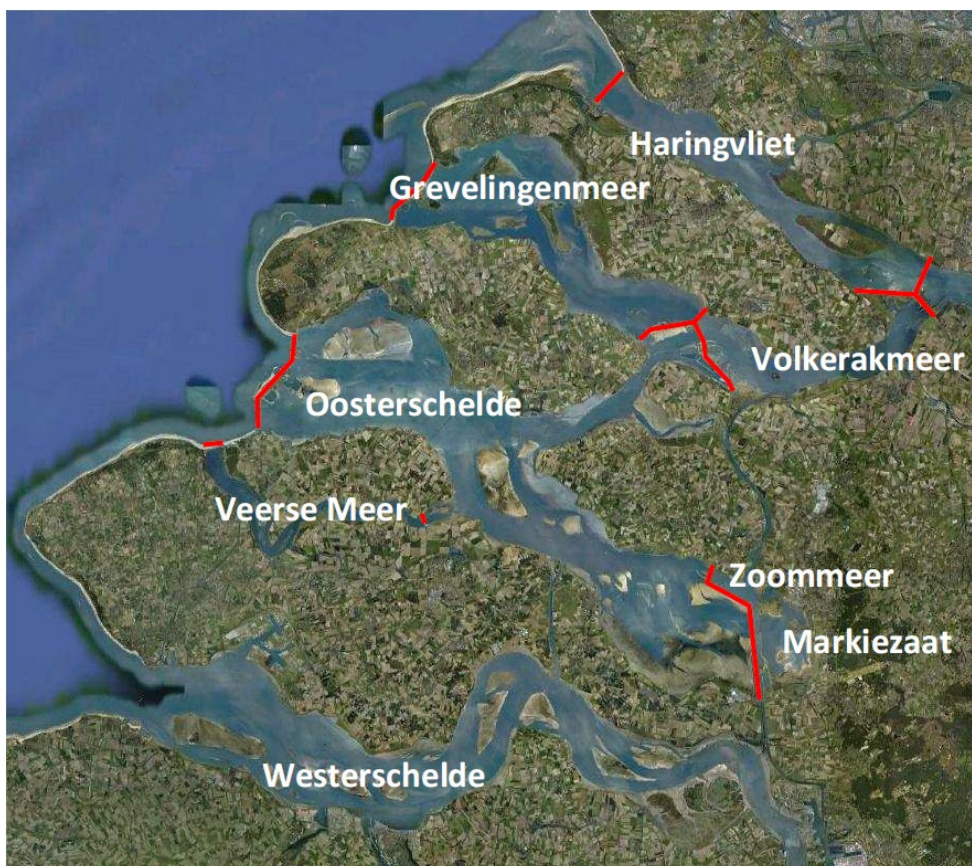 Haringvliet
Grevelingenmeer
Volkerakmeer
Oosterschelde
Veerse Meer
Zoommeer
Markiezaat
Westerschelde